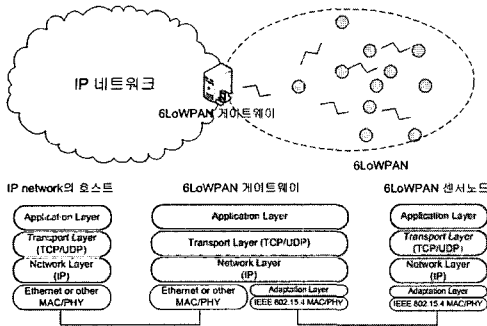 IP 네트워크
6LoWPAN 게이트웨이
6LoWPAN
IP network의 호스트
6LoWPAN 게이트웨이
6LoWPAN 센서노드
Application Layer
Transport Layer
(TCP/UDP)
Network Layer
(IP)
Ethernet or other
MAC/PHY
Application Layer
Transport Layer (TCP/UDP)
Network Layer
(IP)
Ethernet or other
MAC/PHY
Adaptation Layer
IEEE 802.15.4 MAC/PHY
Application Layer
Transport Layer
(TCP/UDP)
Network Layer
(IP)
Adaptation Layer
IEEE 802.15.4 MAC/PHY